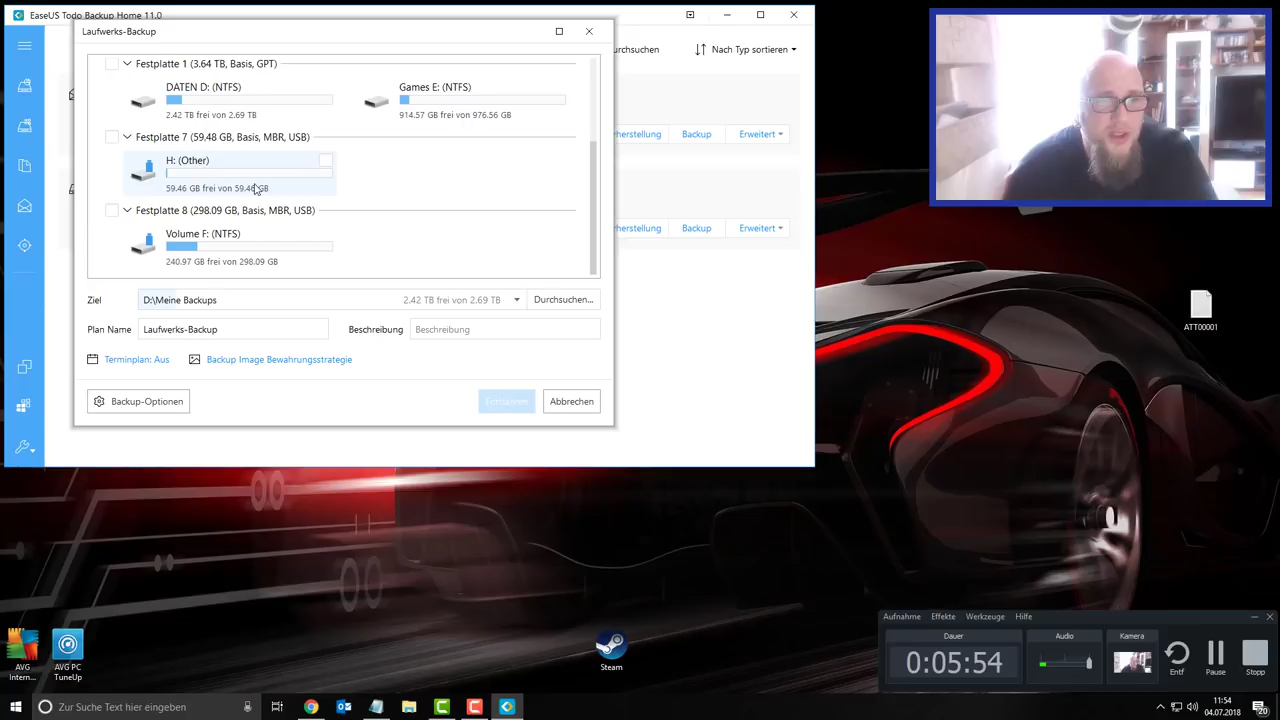 EaseUS Todo Backup Home 11.0
Laufwerks-Backup
Festplatte 1 (3.64 TB, Basis, GPT)
DATEN D: (NTFS)
2.42 TB frei von 2.69 TB
Games E: (NTFS)
914.57 GB frei von 976.56 GB
Festplatte 7 (59.48 GB, Basis, MBR, USB)
H: (Other)
59.46 GB frei von 59.46 GB
Festplatte 8 (298.09 GB, Basis, MBR, USB)
Volume F: (NTFS)
240.97 GB frei von 298.09 GB
Ziel
D:\Meine Backups
2.42 TB frei von 2.69 TB
Durchsuchen...
Plan Name
Laufwerks-Backup
Beschreibung
Beschreibung
Terminplan: Aus
Backup Image Bewahrungsstrategie
Backup-Optionen
Fortfahren
Abbrechen
Nach Typ sortieren
Backup
Erweitert
Backup
Erweitert
ATT00001
AVG
Intern...
AVG PC
TuneUp
Steam
Aufnahme
Effekte
Werkzeuge
Hilfe
Dauer
0:05:54
Audio
Kamera
Entf
Pause
Stopp
Zur Suche Text hier eingeben
11:54
04.07.2018
20